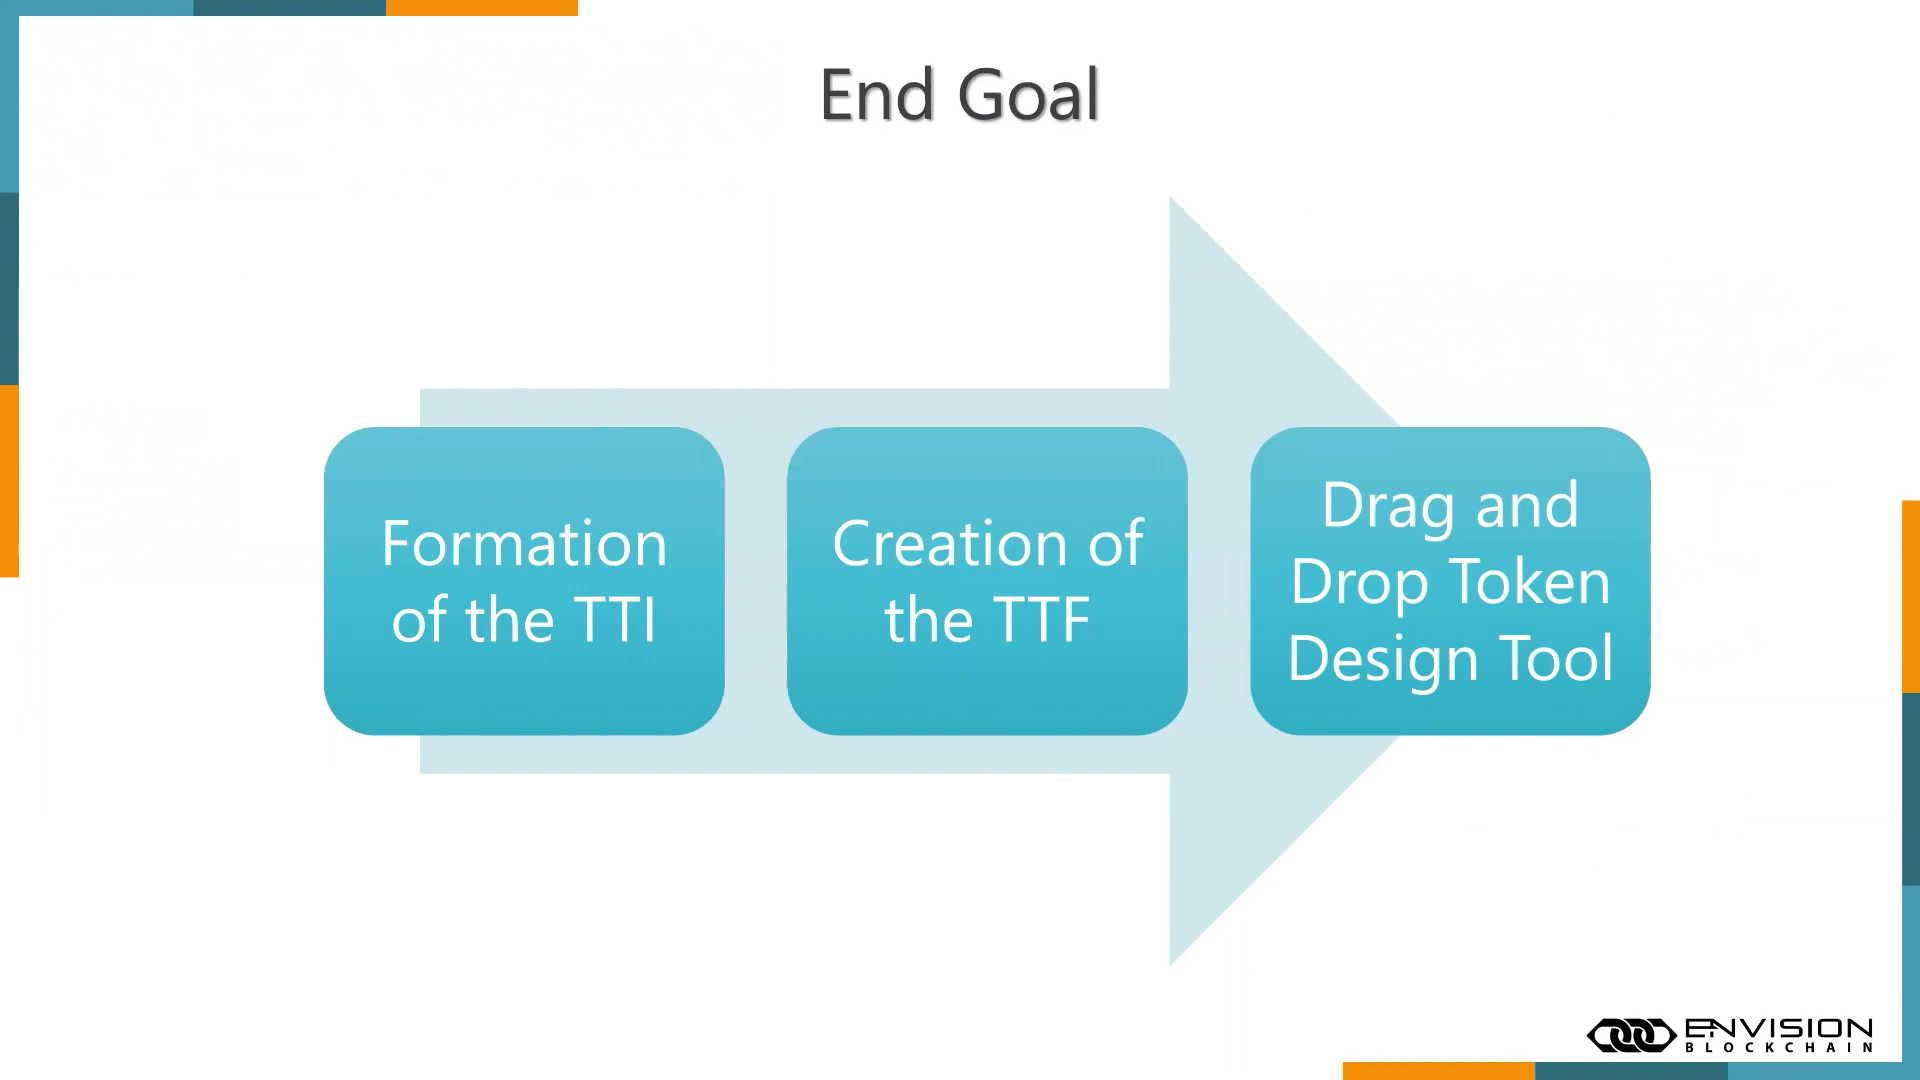 End Goal
Formation
of the TTI
Creation of
the TTF
Drag and
Drop Token
Design Tool
ENVISION
BLOCKCHAIN